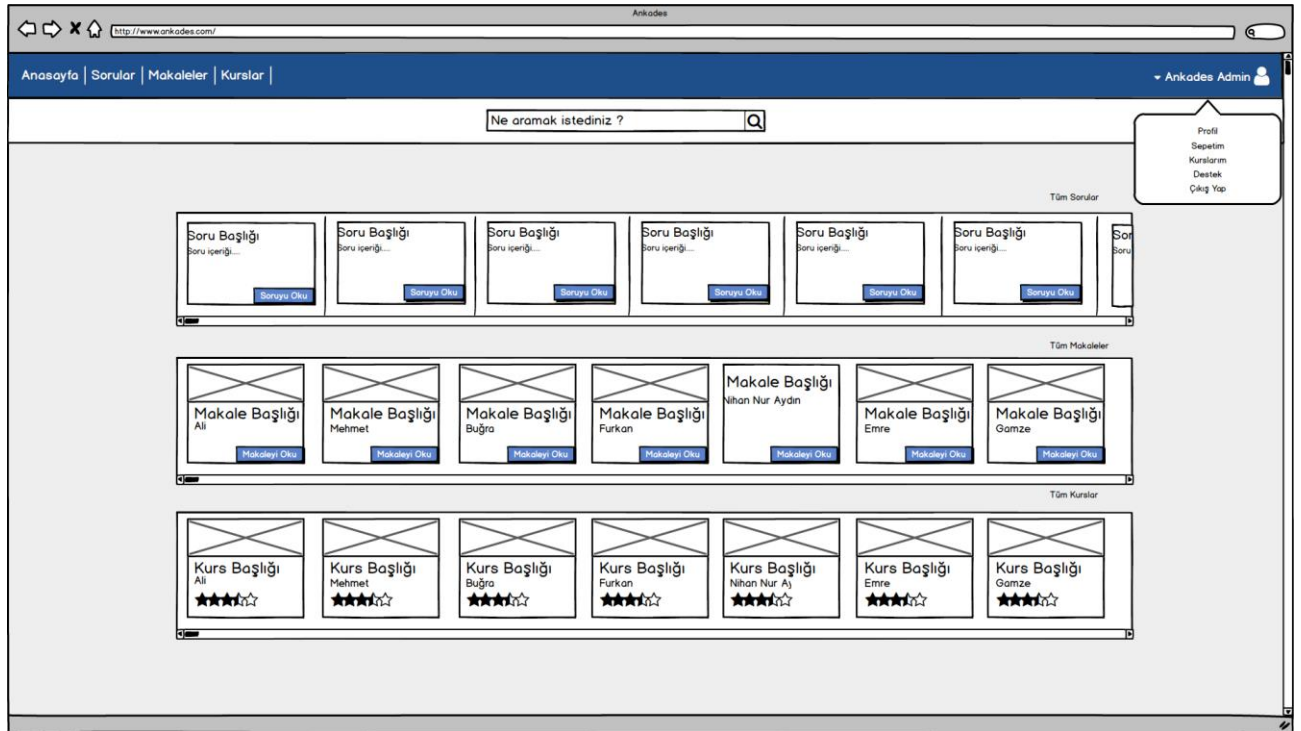 Ankades
http://www.ankades.com/
Anasayfa | Sorular | Makaleler | Kurslar |
Ankades Admin
Ne aramak istediniz ?
Profil
Sepetim
Kurslarım
Destek
Çıkış Yap
Tüm Sorular
Soru Başlığı
Soru içeriği....
Soruyu Oku
Soru Başlığı
Soru içeriği....
Soruyu Oku
Soru Başlığı
Soru içeriği....
Soruyu Oku
Soru Başlığı
Soru içeriği....
Soruyu Oku
Soru Başlığı
Soru içeriği....
Soruyu Oku
Soru Başlığı
Soru içeriği....
Soruyu Oku
Sor
Soru
Tüm Makaleler
Makale Başlığı
Ali
Makaleyi Oku
Makale Başlığı
Mehmet
Makaleyi Oku
Makale Başlığı
Buğra
Makaleyi Oku
Makale Başlığı
Furkan
Makaleyi Oku
Makale Başlığı
Nihan Nur Aydın
Makaleyi Oku
Makale Başlığı
Emre
Makaleyi Oku
Makale Başlığı
Gamze
Makaleyi Oku
Tüm Kurslar
Kurs Başlığı
Ali
Kurs Başlığı
Mehmet
Kurs Başlığı
Buğra
Kurs Başlığı
Furkan
Kurs Başlığı
Nihan Nur
Kurs Başlığı
Emre
Kurs Başlığı
Gamze